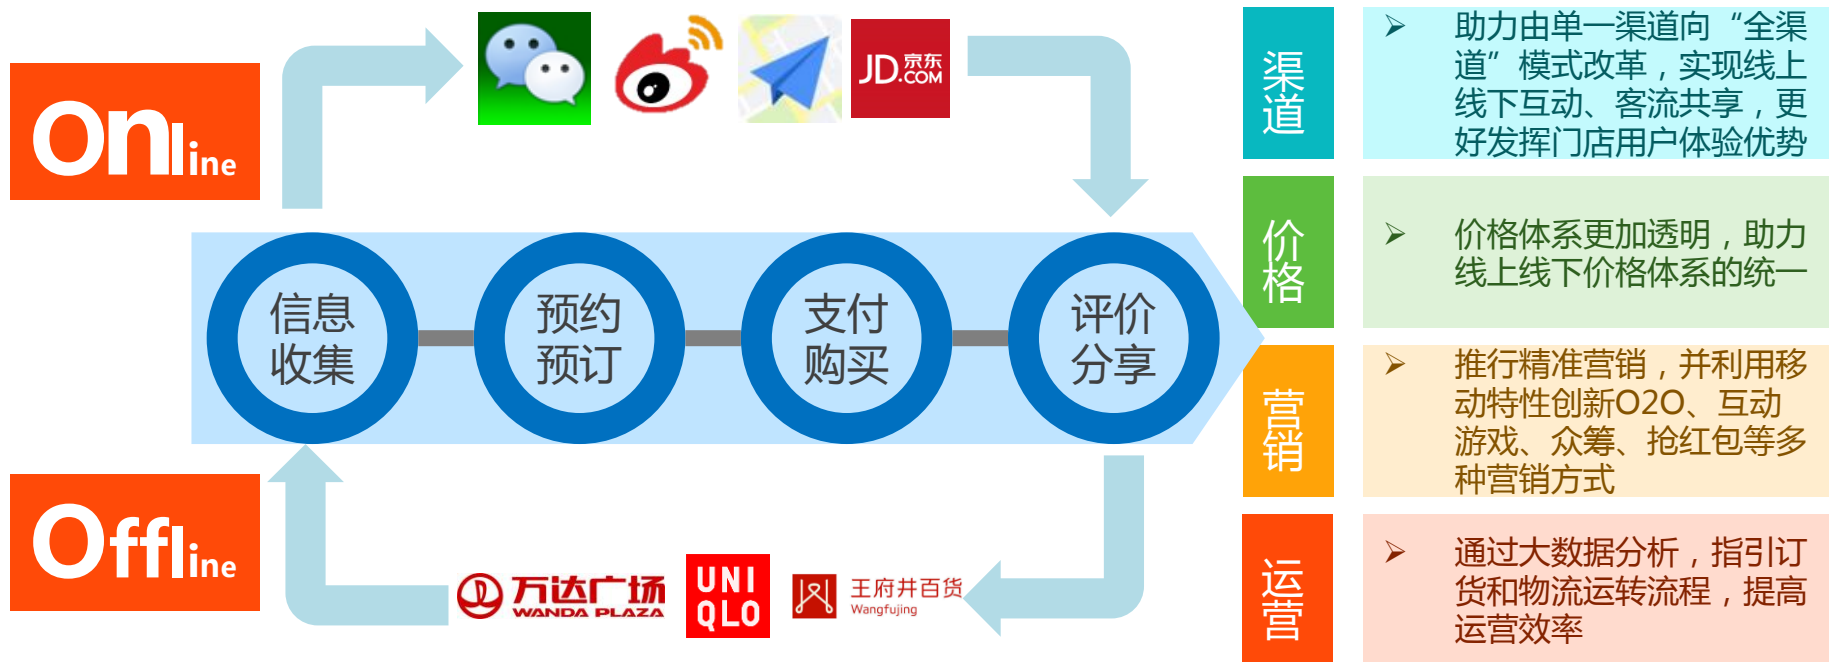 Online
JD.京东
.COM
信息
收集
预约
预订
支付
购买
评价
分享
Offline
万达广场
WANDA PLAZA
UNI
QLO
王府井百货
Wangfujing
渠道
➢ 助力由单一渠道向“全渠
道”模式改革，实现线上
线下互动、客流共享，更
好发挥门店用户体验优势
价格
➢ 价格体系更加透明，助力
线上线下价格体系的统一
营销
➢ 推行精准营销，并利用移
动特性创新O2O、互动
游戏、众筹、抢红包等多
种营销方式
运营
➢ 通过大数据分析，指引订
货和物流运转流程，提高
运营效率